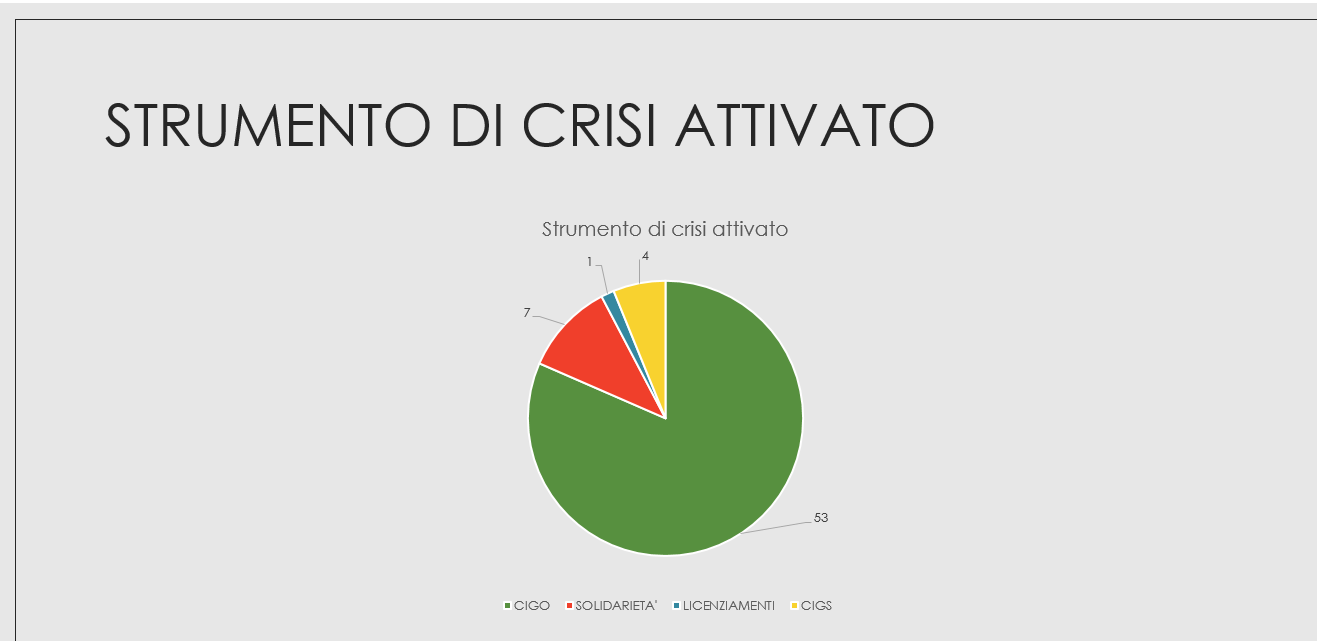 STRUMENTO DI CRISI ATTIVATO
Strumento di crisi attivato
1
4
7
53
CIGO SOLIDARIETA' LICENZIAMENTI CIGS